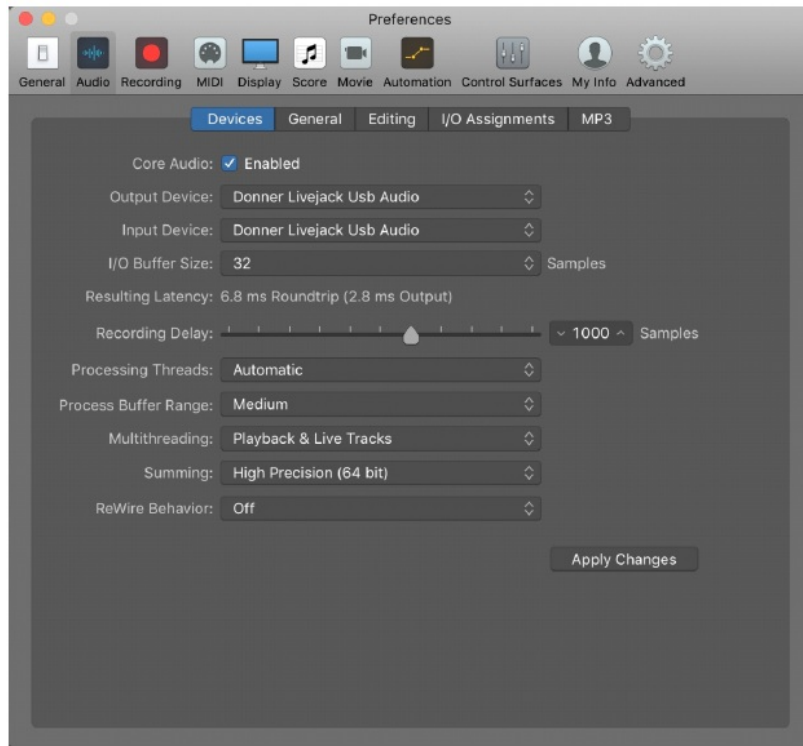 Preferences
General Audio Recording MIDI Display Score Movie Automation Control Surfaces My Info Advanced
Devices General Editing I/O Assignments MP3
Core Audio: Enabled
Output Device: Donner Livejack Usb Audio
Input Device: Donner Livejack Usb Audio
I/O Buffer Size: 32 Samples
Resulting Latency: 6.8 ms Roundtrip (2.8 ms Output)
Recording Delay: 1000 Samples
Processing Threads: Automatic
Process Buffer Range: Medium
Multithreading: Playback & Live Tracks
Summing: High Precision (64 bit)
ReWire Behavior: Off
Apply Changes